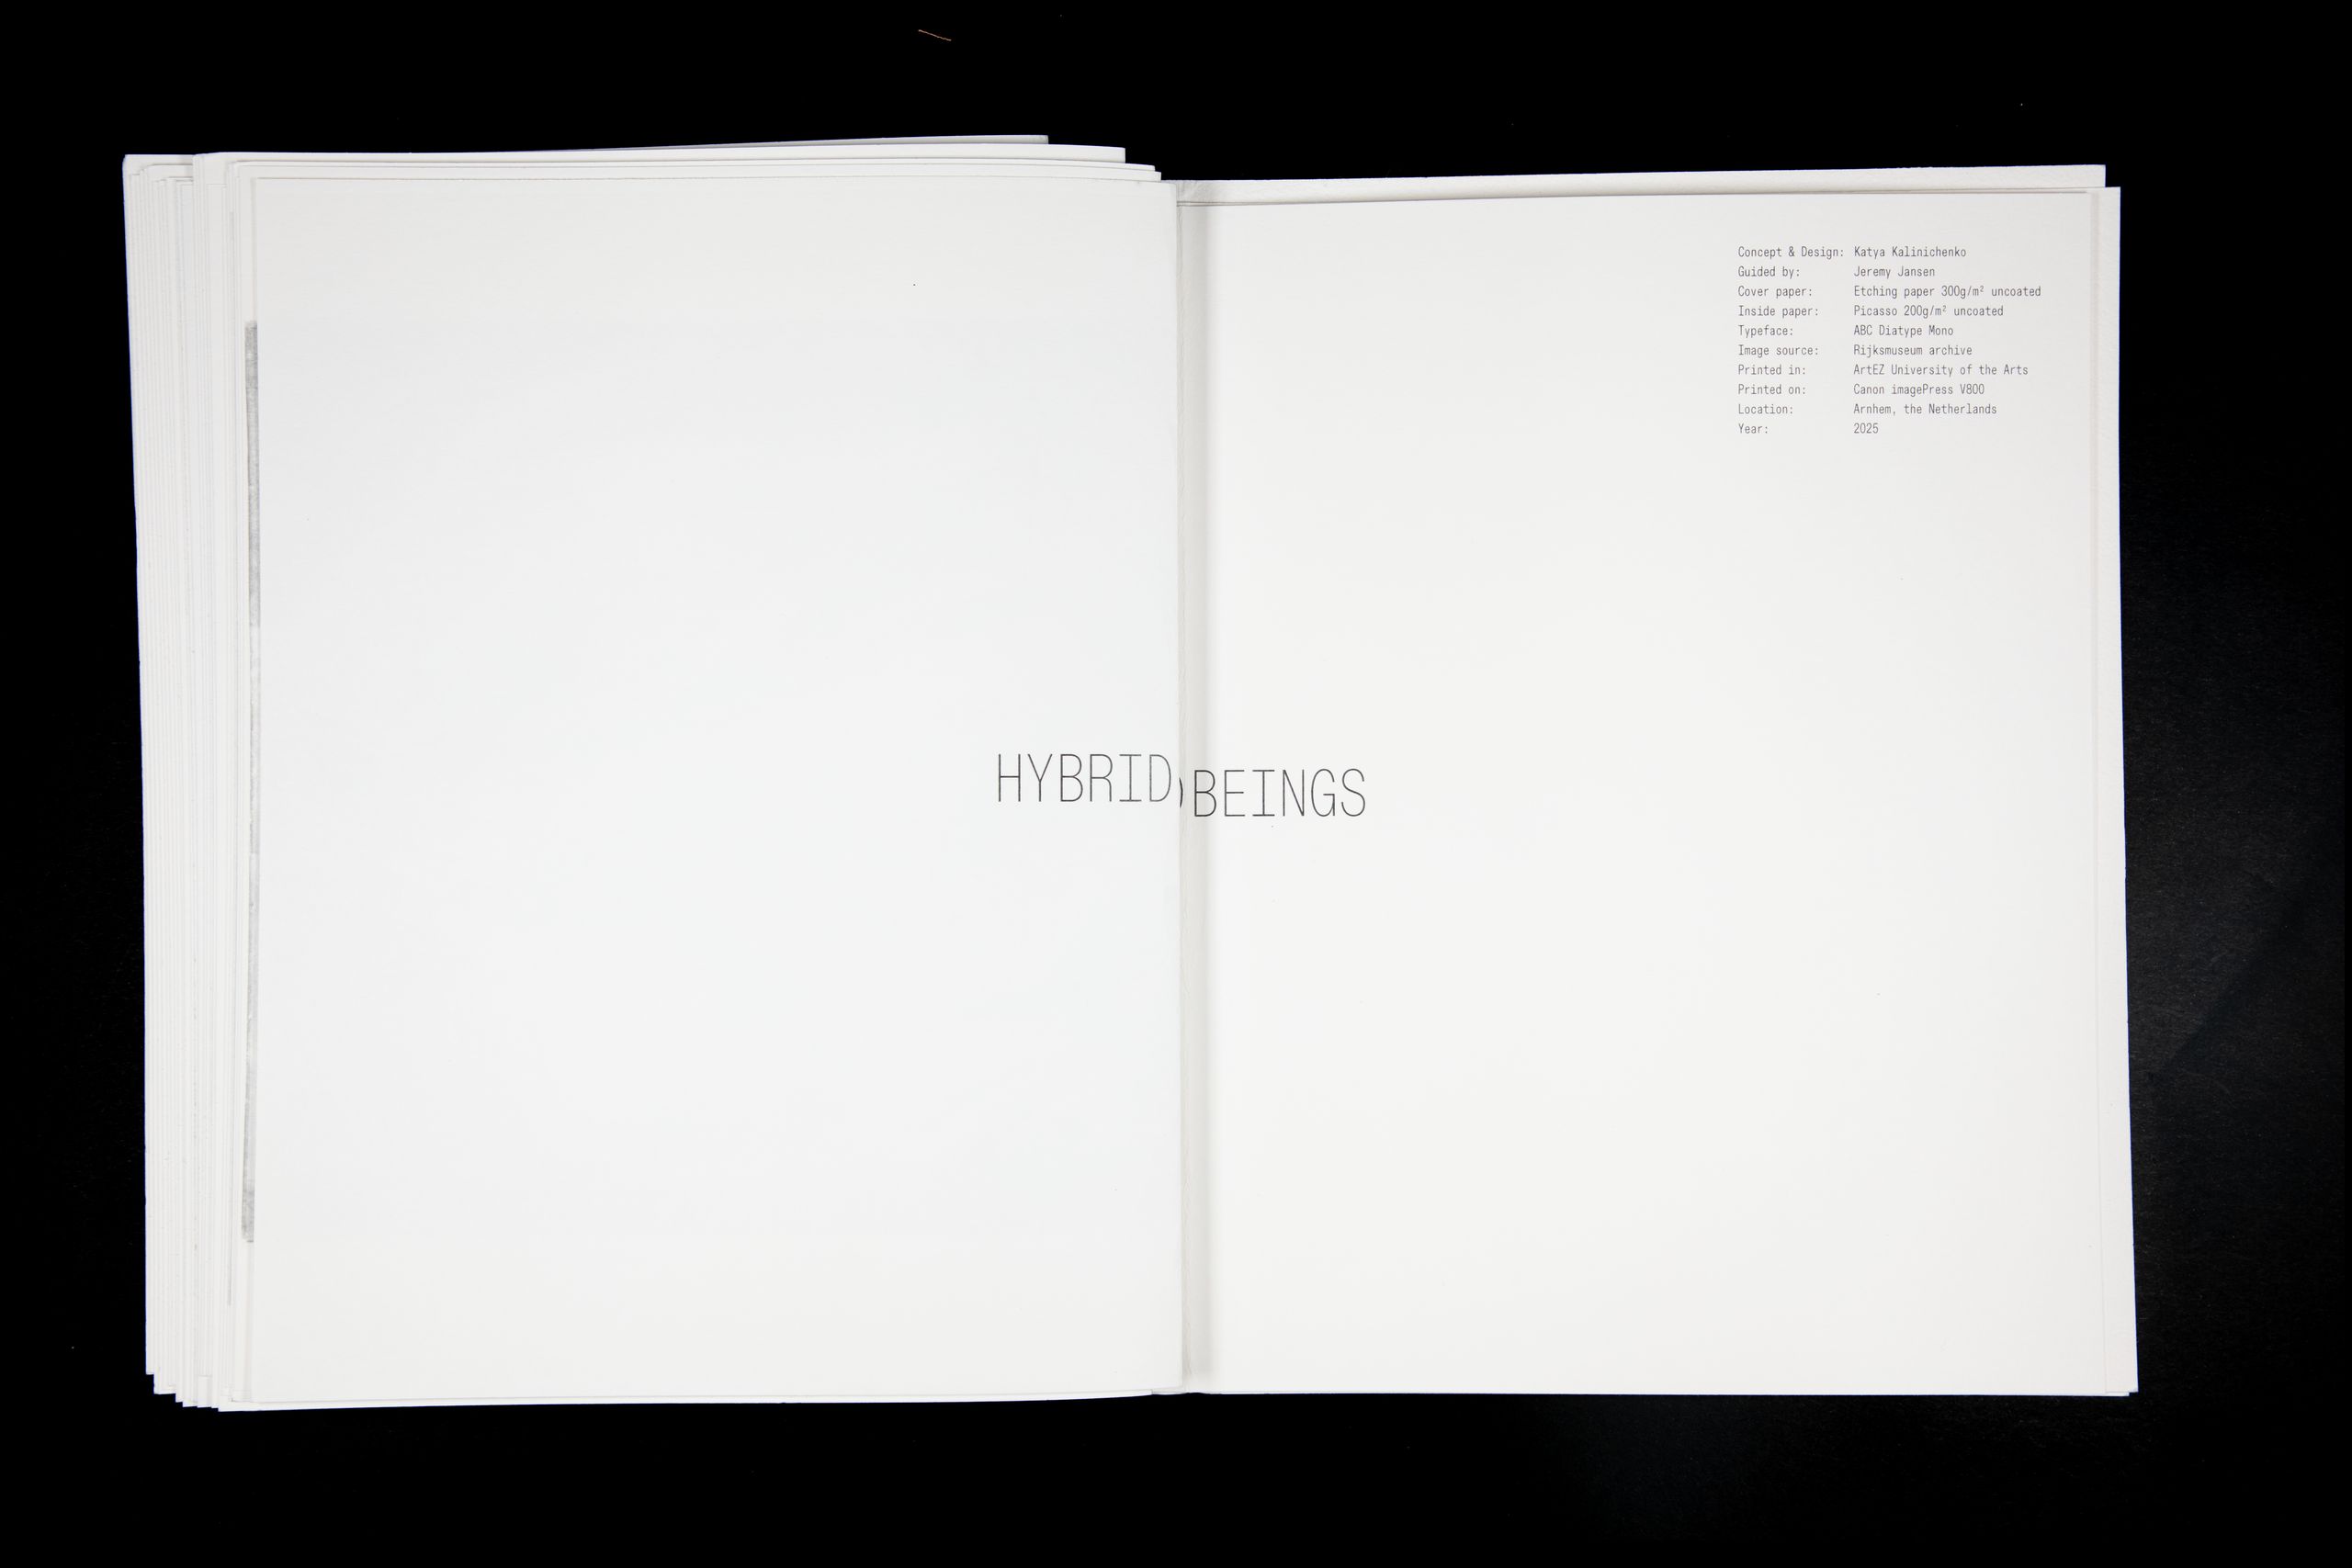 HYBRID BEINGS
Concept & Design: Katya Kalinichenko
Guided by: Jeremy Jansen
Cover paper: Etching paper 300g/m² uncoated
Inside paper: Picasso 200g/m² uncoated
Typeface: ABC Diatype Mono
Image source: Rijksmuseum archive
Printed in: ArtEZ University of the Arts
Printed on: Canon imagePress V800
Location: Arnhem, the Netherlands
Year: 2025